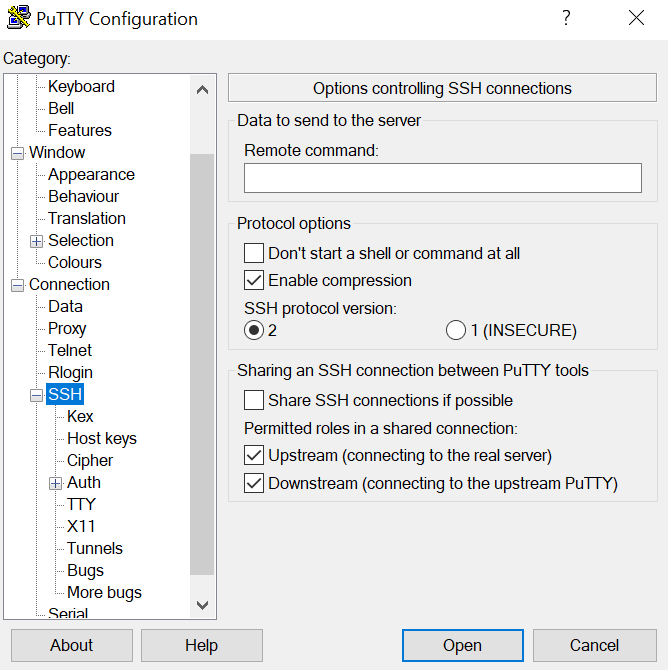 PuTTY Configuration
?
Category:
Keyboard
Bell
Features
Window
Appearance
Behaviour
Translation
Selection
Colours
Connection
Data
Proxy
Telnet
Rlogin
SSH
Kex
Host keys
Cipher
Auth
TTY
X11
Tunnels
Bugs
More bugs
Serial
Options controlling SSH connections
Data to send to the server
Remote command:
Protocol options
Don't start a shell or command at all
Enable compression
SSH protocol version:
2 1 (INSECURE)
Sharing an SSH connection between PuTTY tools
Share SSH connections if possible
Permitted roles in a shared connection:
Upstream (connecting to the real server)
Downstream (connecting to the upstream PuTTY)
About Help Open Cancel